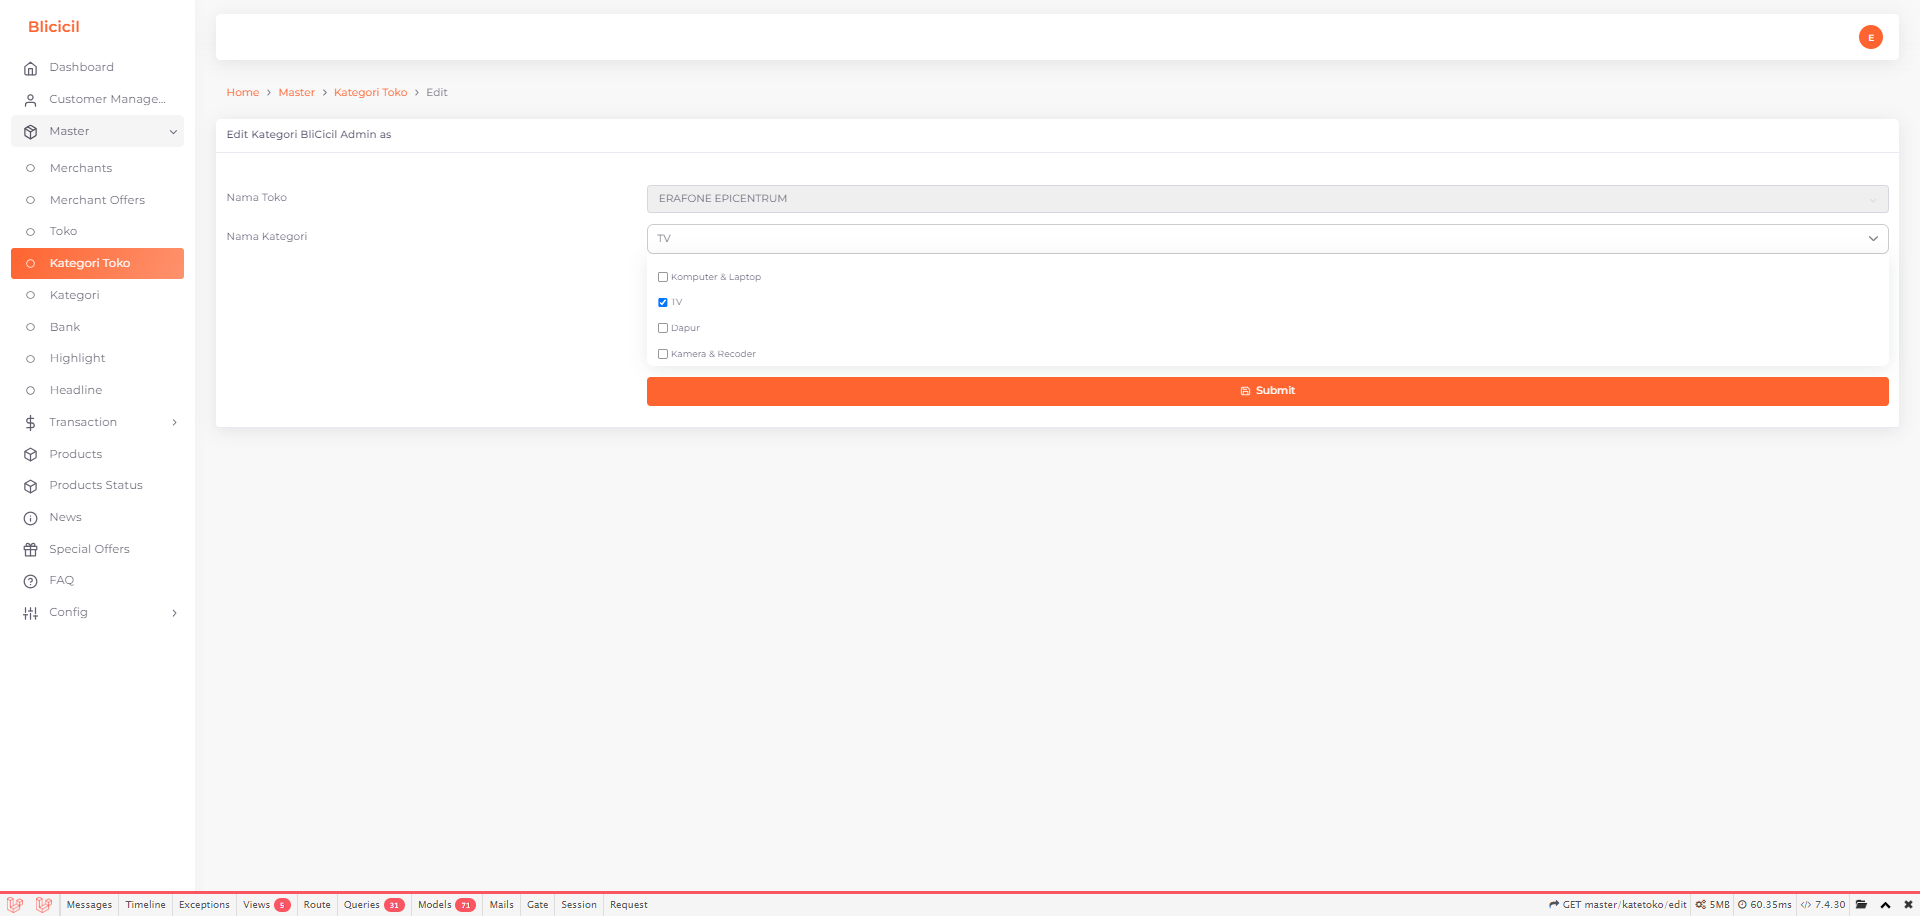 Blicicil
Dashboard
Customer Manage...
Master
Merchants
Merchant Offers
Toko
Kategori Toko
Kategori
Bank
Highlight
Headline
Transaction
Products
Products Status
News
Special Offers
FAQ
Config
E
Home > Master > Kategori Toko > Edit
Edit Kategori BliCicil Admin as
Nama Toko
ERAFONE EPICENTRUM
Nama Kategori
TV
Komputer & Laptop
TV
Dapur
Kamera & Recoder
Submit
Messages Timeline Exceptions Views 5 Route Queries 31 Models 71 Mails Gate Session Request GET master/katetoko/edit 5MB 60.35ms </> 7.4.30